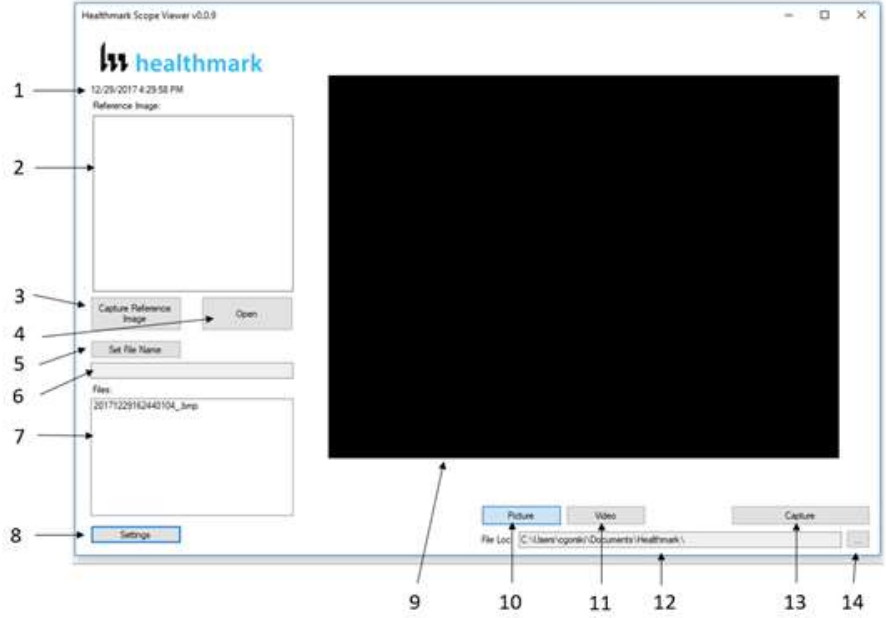 Healthmark Scope Viewer v0.0.9
healthmark
1
12/29/2017 4:29:58 PM
Reference Image:
2
3
Capture Reference
Image
Open
4
Set File Name
5
6
Files:
20171229162440104_.bmp
7
8
Settings
Picture
Video
Capture
File Loc:
C:\Users\cgorski\Documents\Healthmark\
...
9
10
11
12
13
14